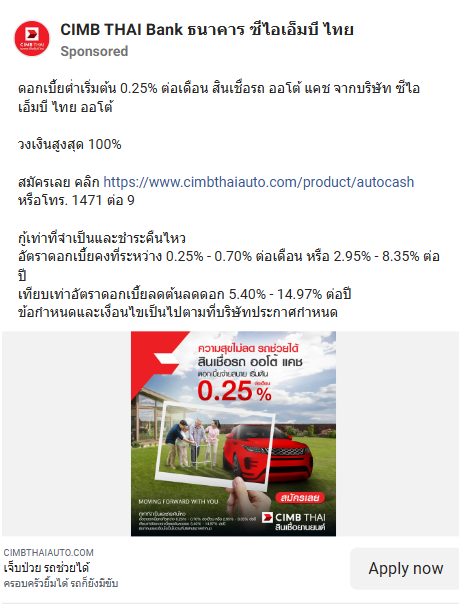 CIMB THAI Bank ธนาคาร ซีไอเอ็มบี ไทย
Sponsored
ดอกเบี้ยต่ำเริ่มต้น 0.25% ต่อเดือน สินเชื่อรถ ออโต้ แคช จากบริษัท ซีไอ
เอ็มบี ไทย ออโต้
วงเงินสูงสุด 100%
สมัครเลย คลิก https://www.cimbthaiauto.com/product/autocash
หรือโทร. 1471 ต่อ 9
กู้เท่าที่จำเป็นและชำระคืนไหว
อัตราดอกเบี้ยคงที่ระหว่าง 0.25% - 0.70% ต่อเดือน หรือ 2.95% - 8.35% ต่อ
ปี
เทียบเท่าอัตราดอกเบี้ยลดต้นลดดอก 5.40% - 14.97% ต่อปี
ข้อกำหนดและเงื่อนไขเป็นไปตามที่บริษัทประกาศกำหนด
ความสุขไม่ลด รถช่วยได้
สินเชื่อรถ ออโต้ แคช
ดอกเบี้ยจ่ายสบาย เริ่มต้น
0.25% ต่อเดือน
MOVING FORWARD WITH YOU
สมัครเลย
CIMB THAI
สินเชื่อยานยนต์
CIMBTHAIAUTO.COM
เจ็บป่วย รถช่วยได้
ครอบครัวยิ้มได้ รถก็ยังมีขับ
Apply now